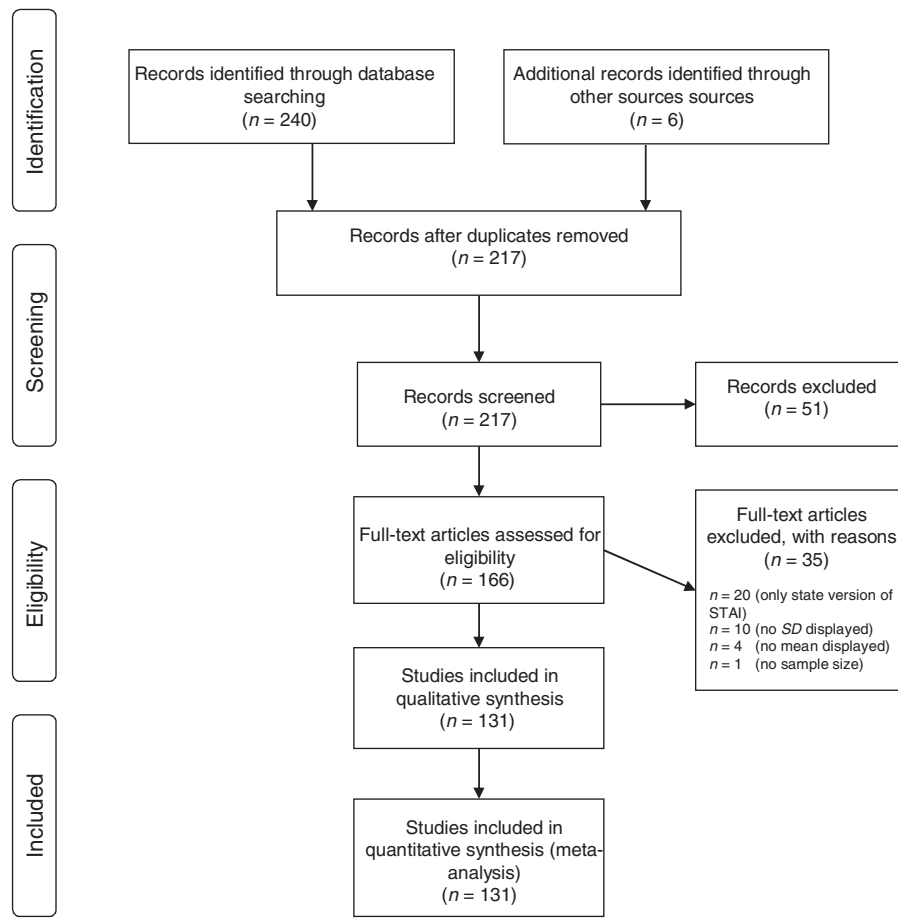 Identification
Records identified through database
searching
(n = 240)
Additional records identified through
other sources sources
(n = 6)
Records after duplicates removed
(n = 217)
Screening
Records screened
(n = 217)
Records excluded
(n = 51)
Eligibility
Full-text articles assessed for
eligibility
(n = 166)
Full-text articles
excluded, with reasons
(n = 35)
n = 20 (only state version of
STAI)
n = 10 (no SD displayed)
n = 4 (no mean displayed)
n = 1 (no sample size)
Studies included in
qualitative synthesis
(n = 131)
Included
Studies included in
quantitative synthesis (meta-
analysis)
(n = 131)